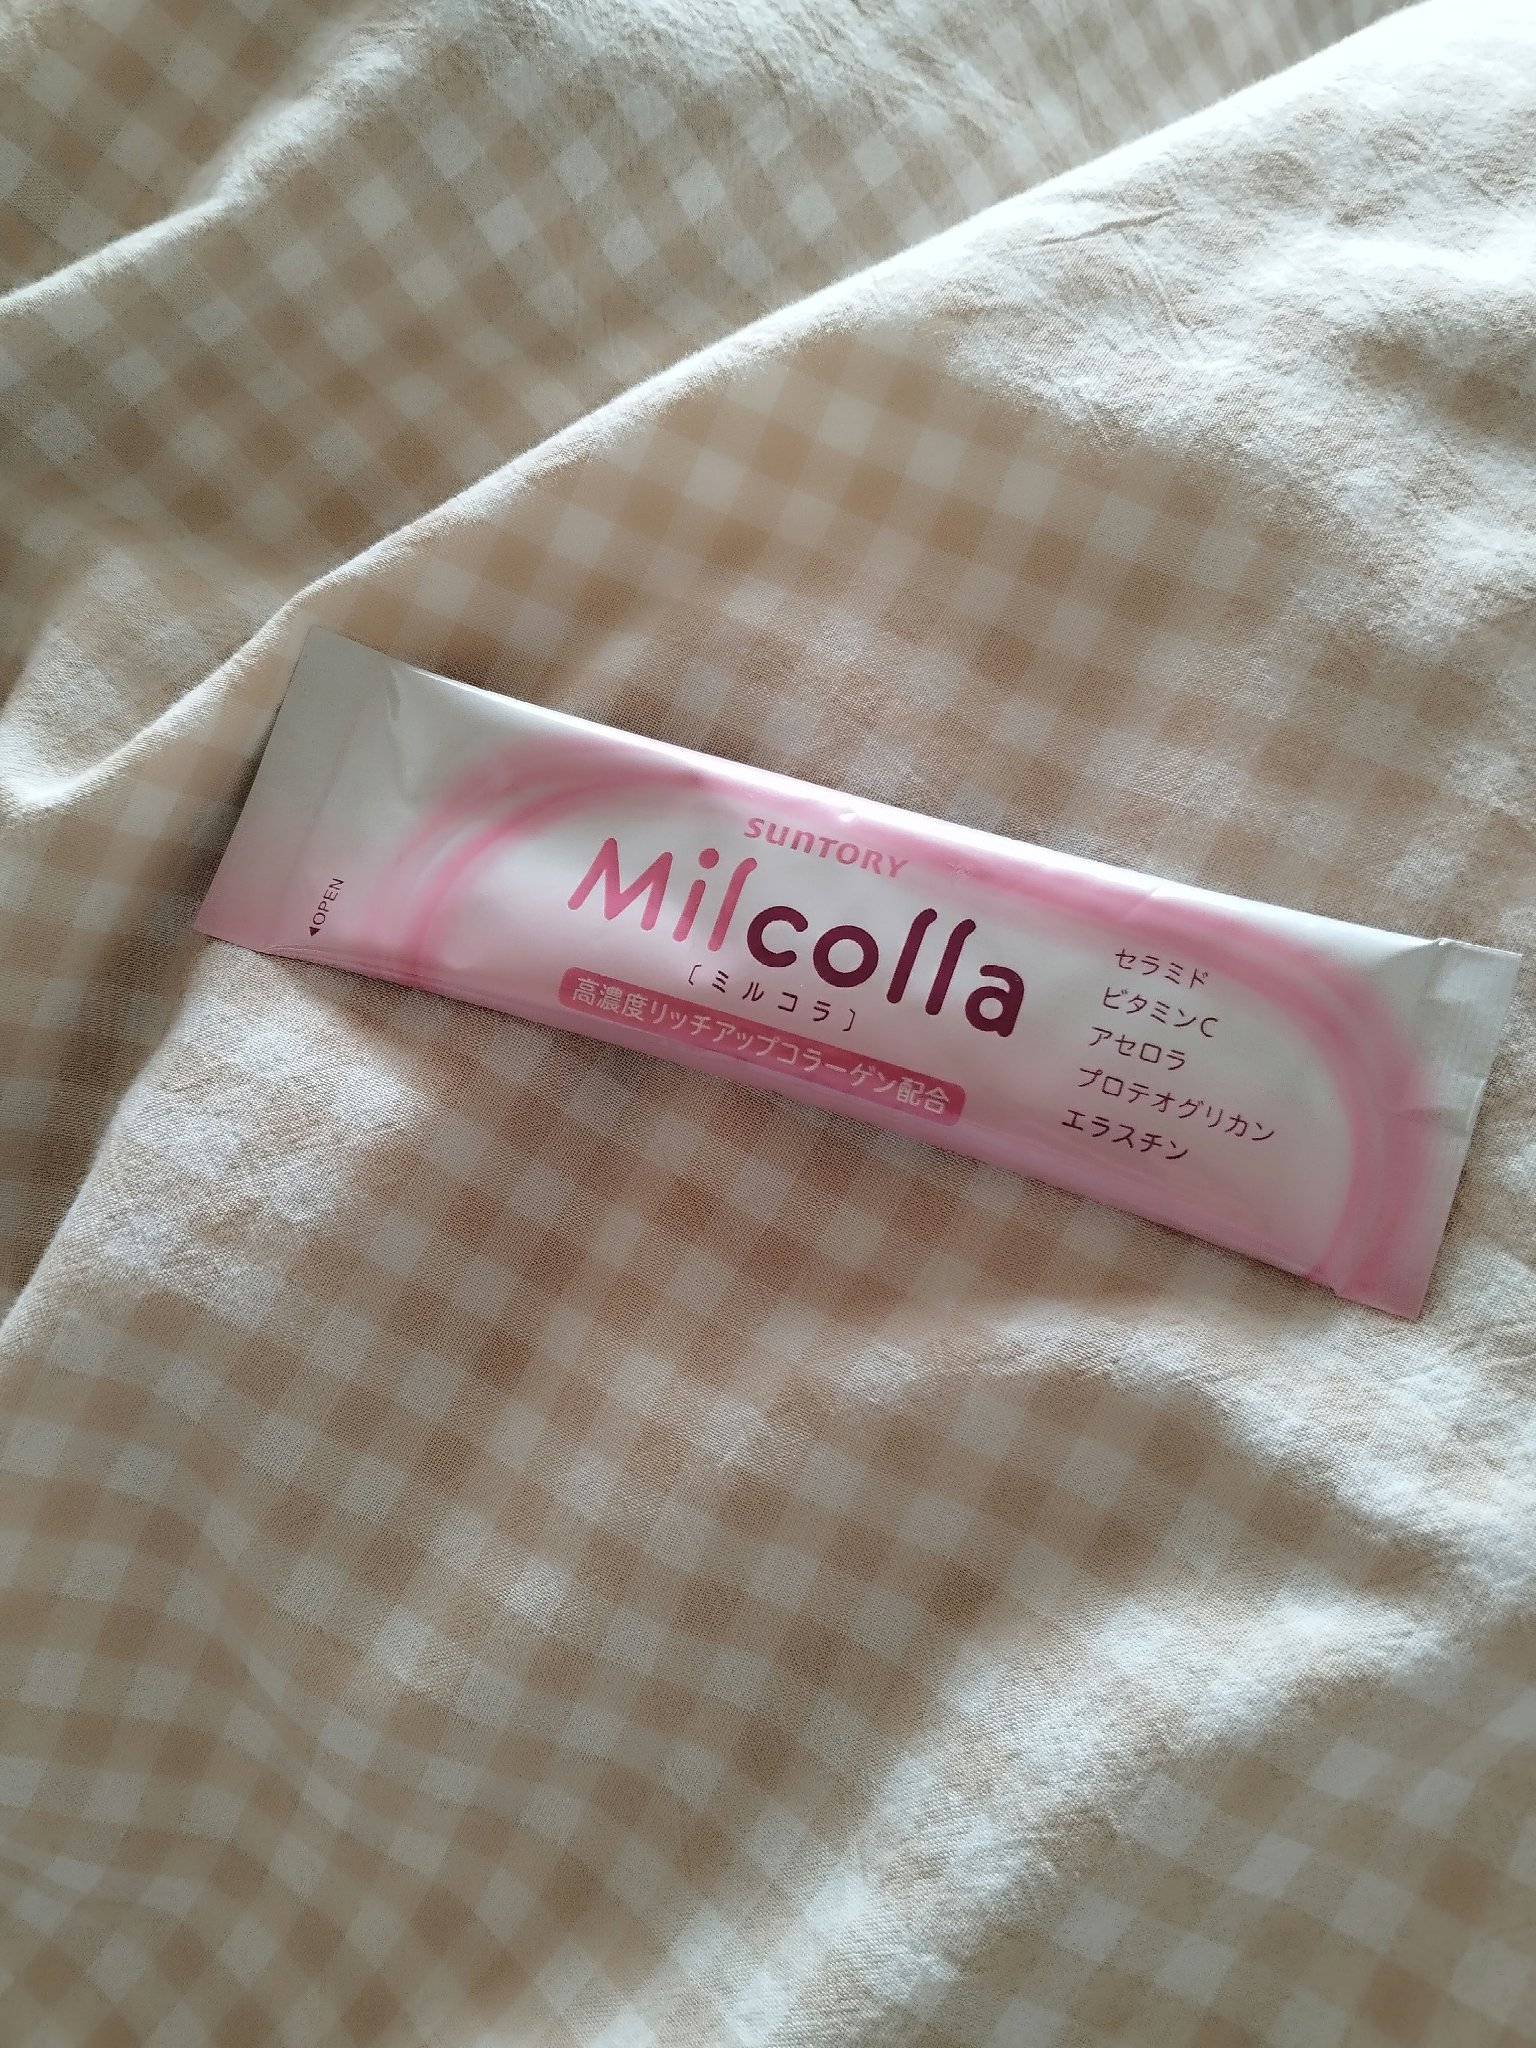 SUNTORY
Milcolla
〔ミルコラ〕
高濃度リッチアップコラーゲン配合
セラミド
ビタミンC
アセロラ
プロテオグリカン
エラスチン
◀OPEN